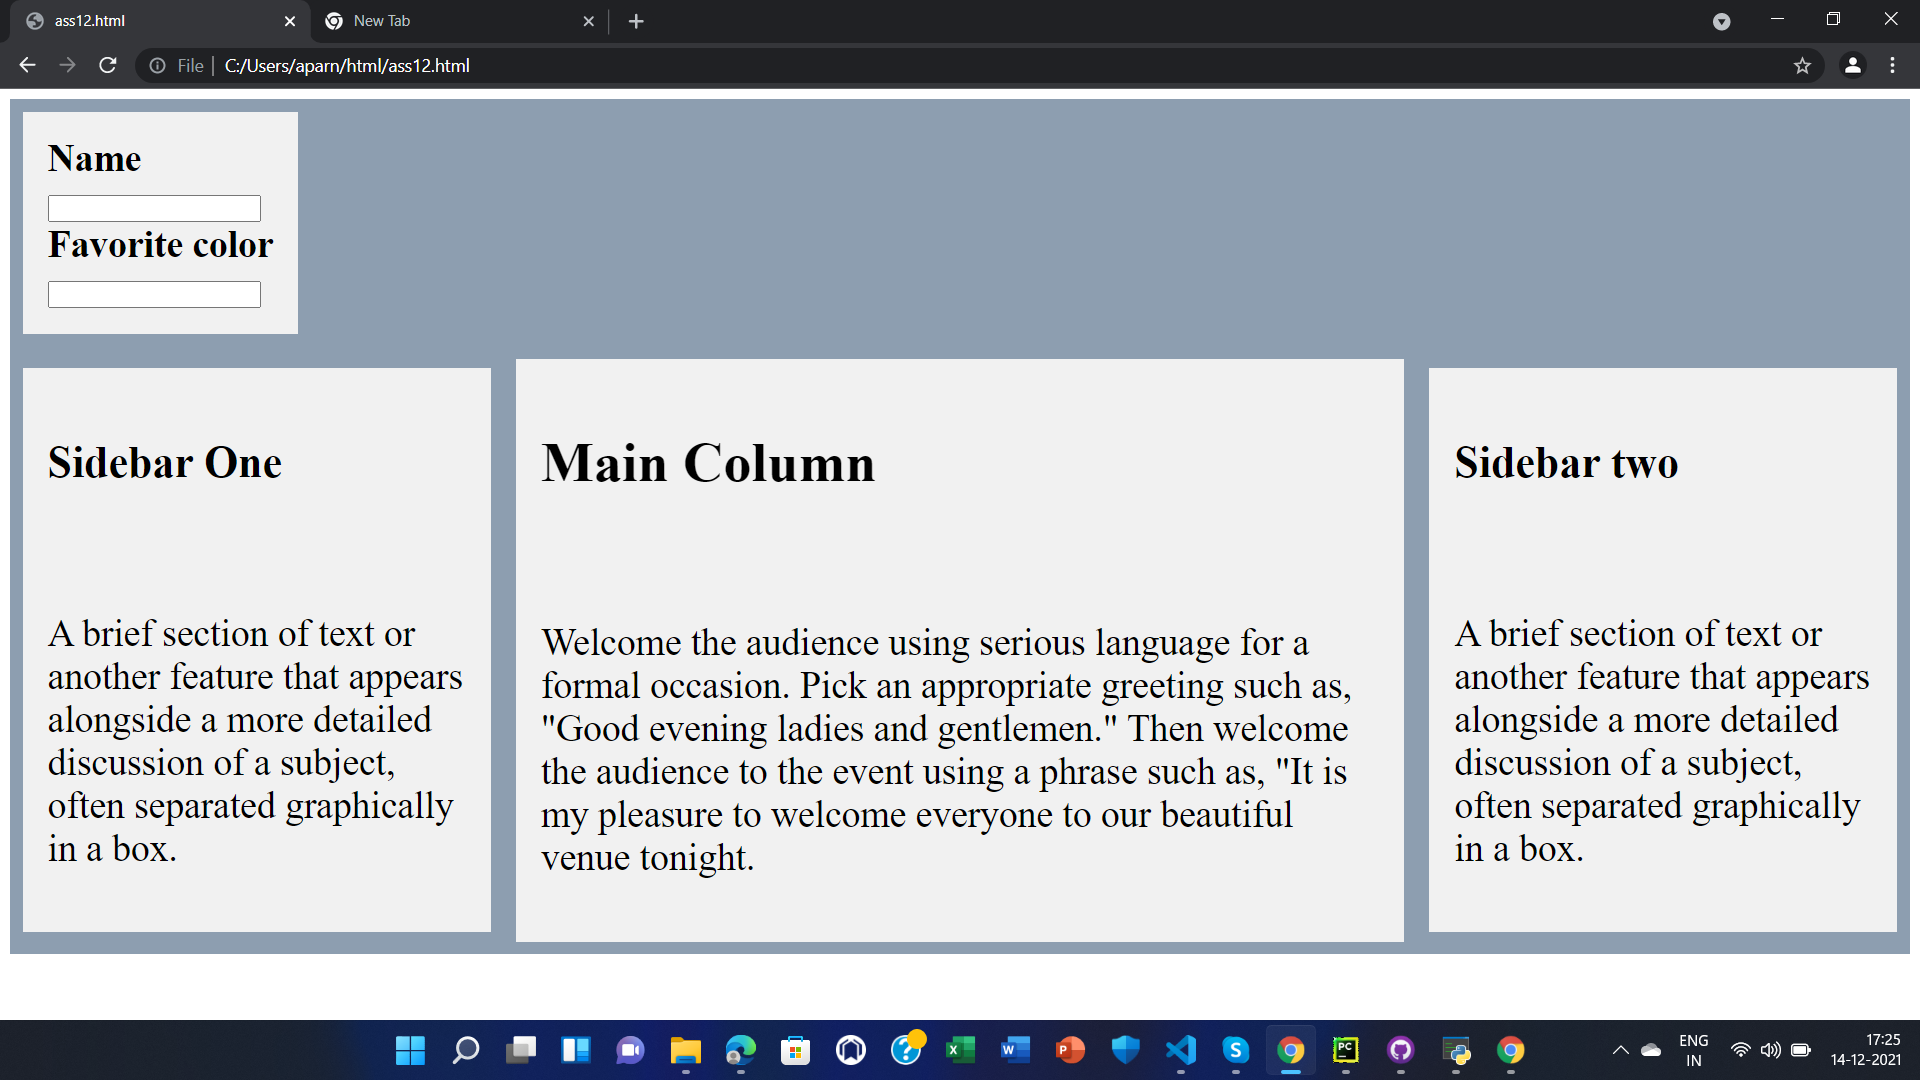 ass12.html
New Tab
File
C:/Users/aparn/html/ass12.html
Name
Favorite color
Sidebar One
A brief section of text or
another feature that appears
alongside a more detailed
discussion of a subject,
often separated graphically
in a box.
Main Column
Welcome the audience using serious language for a
formal occasion. Pick an appropriate greeting such as,
"Good evening ladies and gentlemen." Then welcome
the audience to the event using a phrase such as, "It is
my pleasure to welcome everyone to our beautiful
venue tonight.
Sidebar two
A brief section of text or
another feature that appears
alongside a more detailed
discussion of a subject,
often separated graphically
in a box.
ENG
IN
17:25
14-12-2021